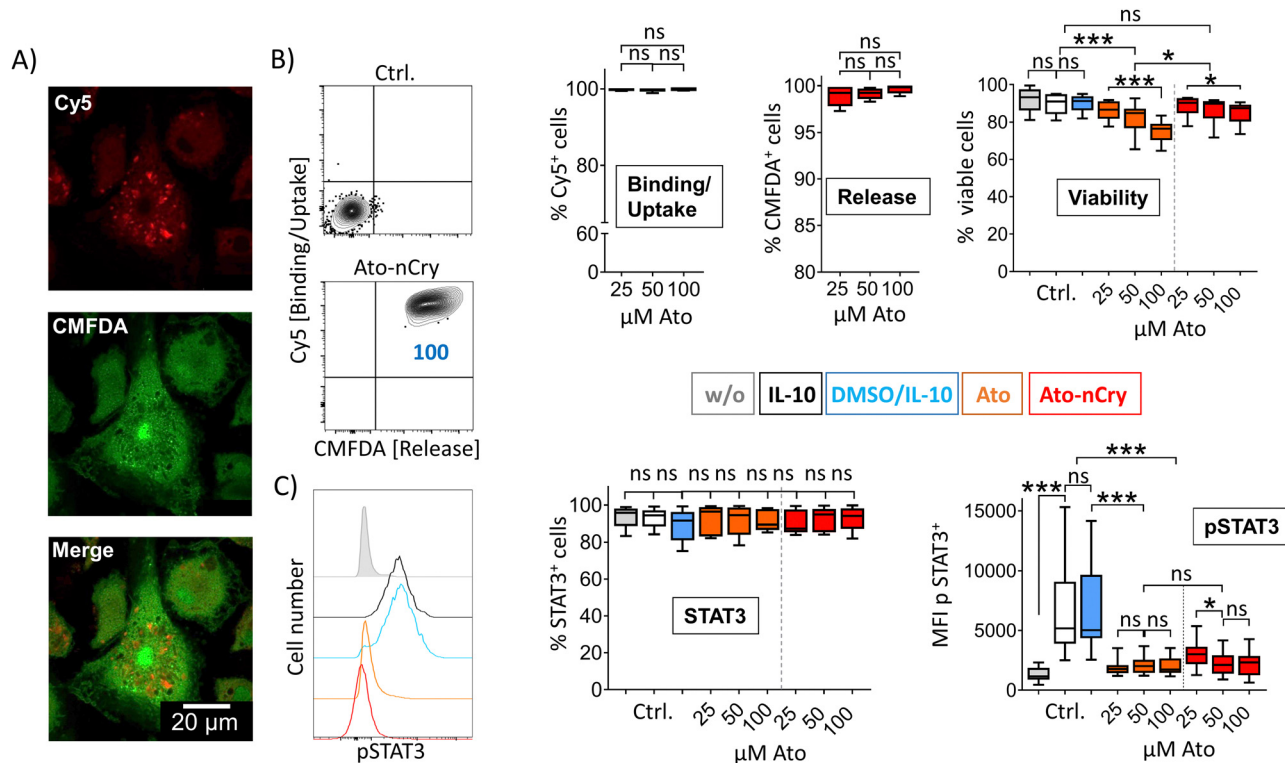 A)
Cy5
CMFDA
Merge
20 µm
B)
Ctrl.
Ato-nCry
100
Cy5 [Binding/Uptake]
CMFDA [Release]
ns
ns ns
100
80
60
0
% Cy5⁺ cells
Binding/
Uptake
25 50 100
µM Ato
ns
ns ns
100
95
90
85
80
% CMFDA⁺ cells
Release
25 50 100
µM Ato
ns
*** *
ns ns *** *
100
80
60
40
20
0
% viable cells
Viability
Ctrl. 25 50 100 25 50 100
µM Ato
w/o IL-10 DMSO/IL-10 Ato Ato-nCry
C)
Cell number
pSTAT3
ns ns ns ns ns ns ns ns
100
80
60
40
20
0
% STAT3⁺ cells
STAT3
Ctrl. 25 50 100 25 50 100
µM Ato
***
*** ns
***
ns
ns ns * ns
15000
10000
5000
0
MFI p STAT3⁺
pSTAT3
Ctrl. 25 50 100 25 50 100
µM Ato